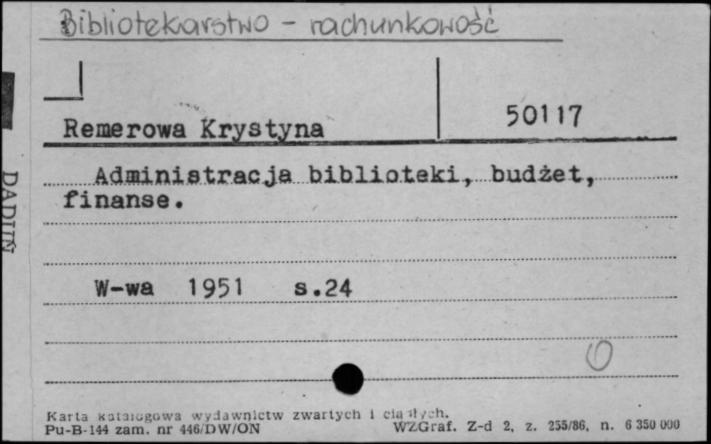 Bibliotekarstwo - rachunkowość
50117
Remerowa Krystyna
Administracja biblioteki, budżet,
finanse.
W-wa 1951 s.24
Karta katalogowa wydawnictw zwartych i ciągłych.
Pu-B-144 zam. nr 446/DW/ON WZGraf. Z-d 2, z. 255/86, n. 6 350 000